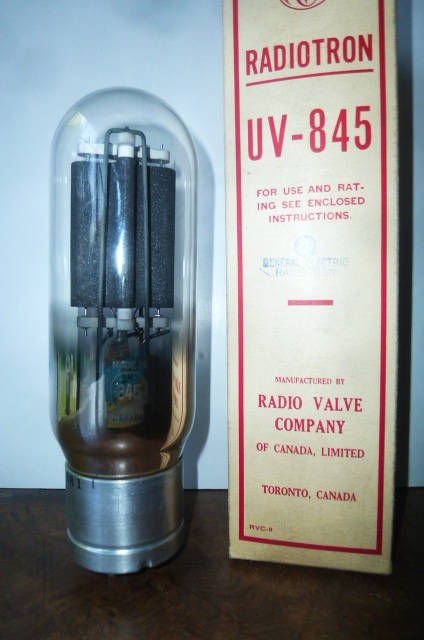 RADIOTRON
UV-845
FOR USE AND RAT-
ING SEE ENCLOSED
INSTRUCTIONS.
GENERAL ELECTRIC
MANUFACTURED BY
RADIO VALVE
COMPANY
OF CANADA, LIMITED
TORONTO, CANADA
RVC-9
845